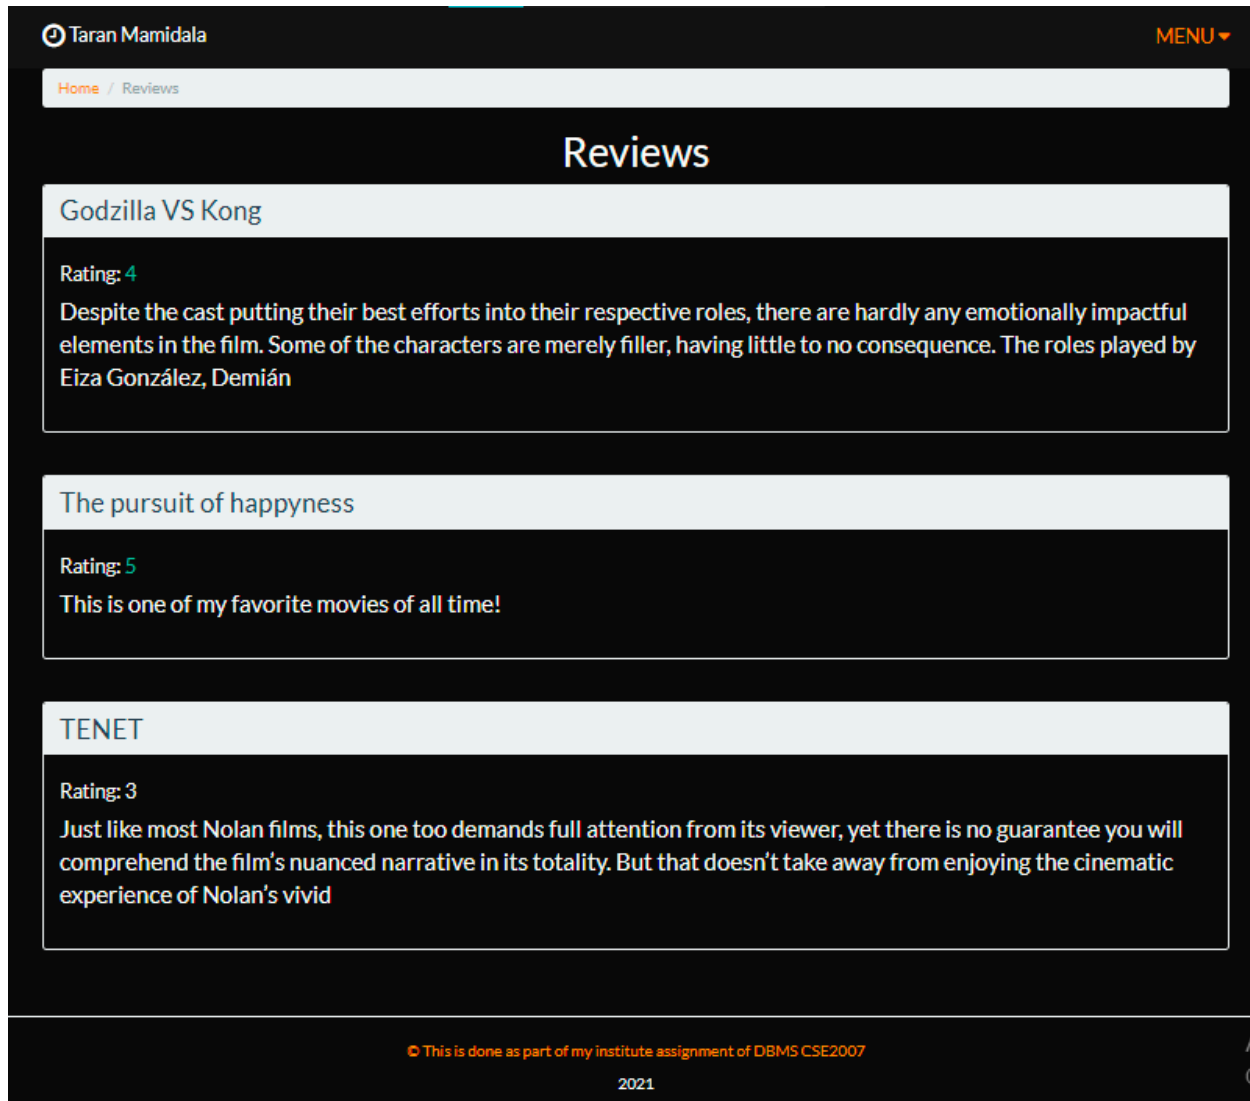 Taran Mamidala
MENU
Home / Reviews
Reviews
Godzilla VS Kong
Rating: 4
Despite the cast putting their best efforts into their respective roles, there are hardly any emotionally impactful
elements in the film. Some of the characters are merely filler, having little to no consequence. The roles played by
Eiza González, Demián
The pursuit of happyness
Rating: 5
This is one of my favorite movies of all time!
TENET
Rating: 3
Just like most Nolan films, this one too demands full attention from its viewer, yet there is no guarantee you will
comprehend the film’s nuanced narrative in its totality. But that doesn’t take away from enjoying the cinematic
experience of Nolan’s vivid
© This is done as part of my institute assignment of DBMS CSE2007
2021